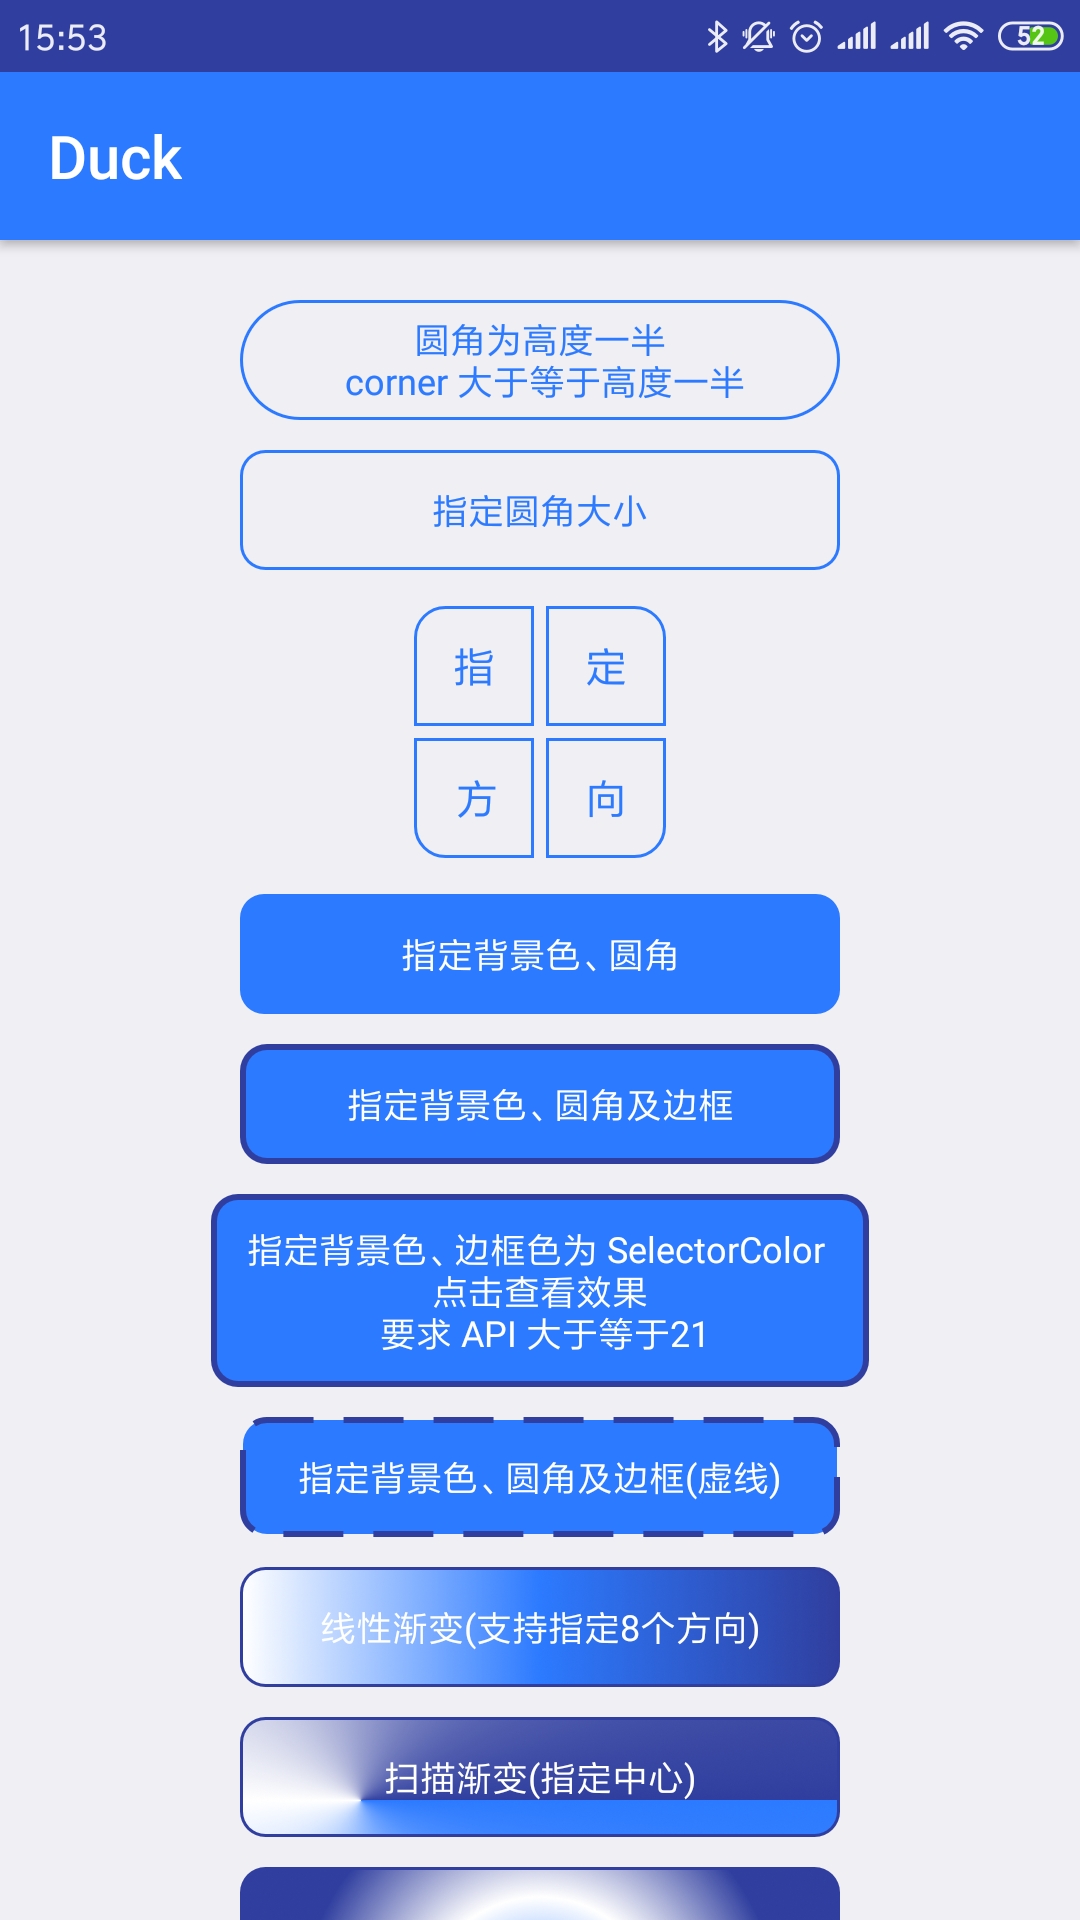 15:53
52
Duck
圆角为高度一半
corner 大于等于高度一半
指定圆角大小
指 定
方 向
指定背景色、圆角
指定背景色、圆角及边框
指定背景色、边框色为 SelectorColor
点击查看效果
要求 API 大于等于21
指定背景色、圆角及边框(虚线)
线性渐变(支持指定8个方向)
扫描渐变(指定中心)